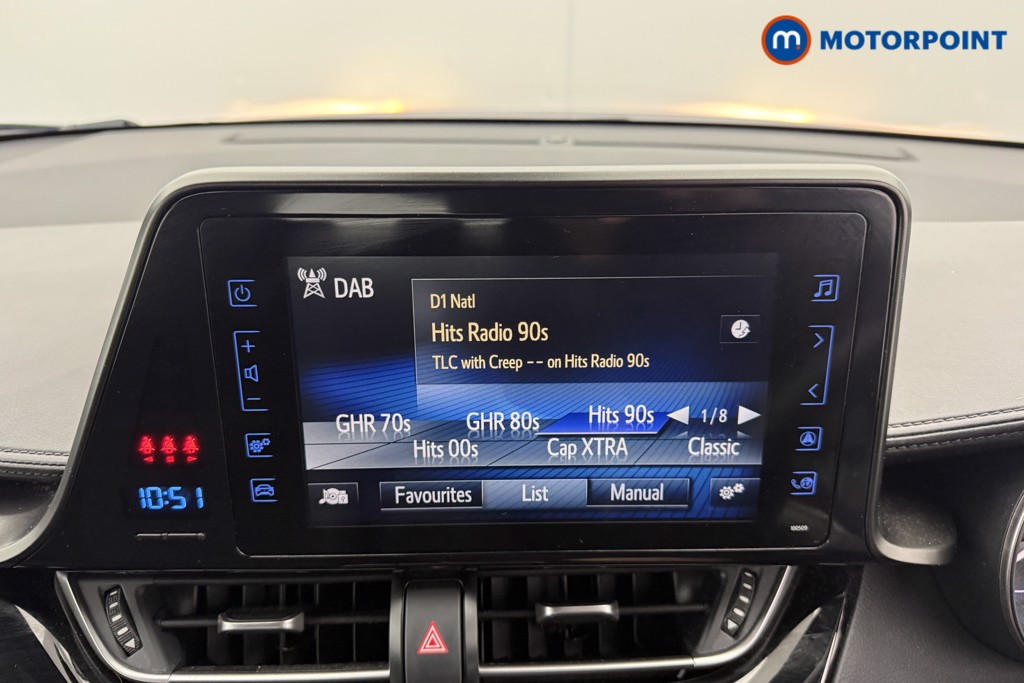 m MOTORPOINT
DAB
D1 Natl
Hits Radio 90s
TLC with Creep -- on Hits Radio 90s
GHR 70s GHR 80s Hits 90s 1/8
Hits 00s Cap XTRA Classic
Favourites List Manual
10:51
100509